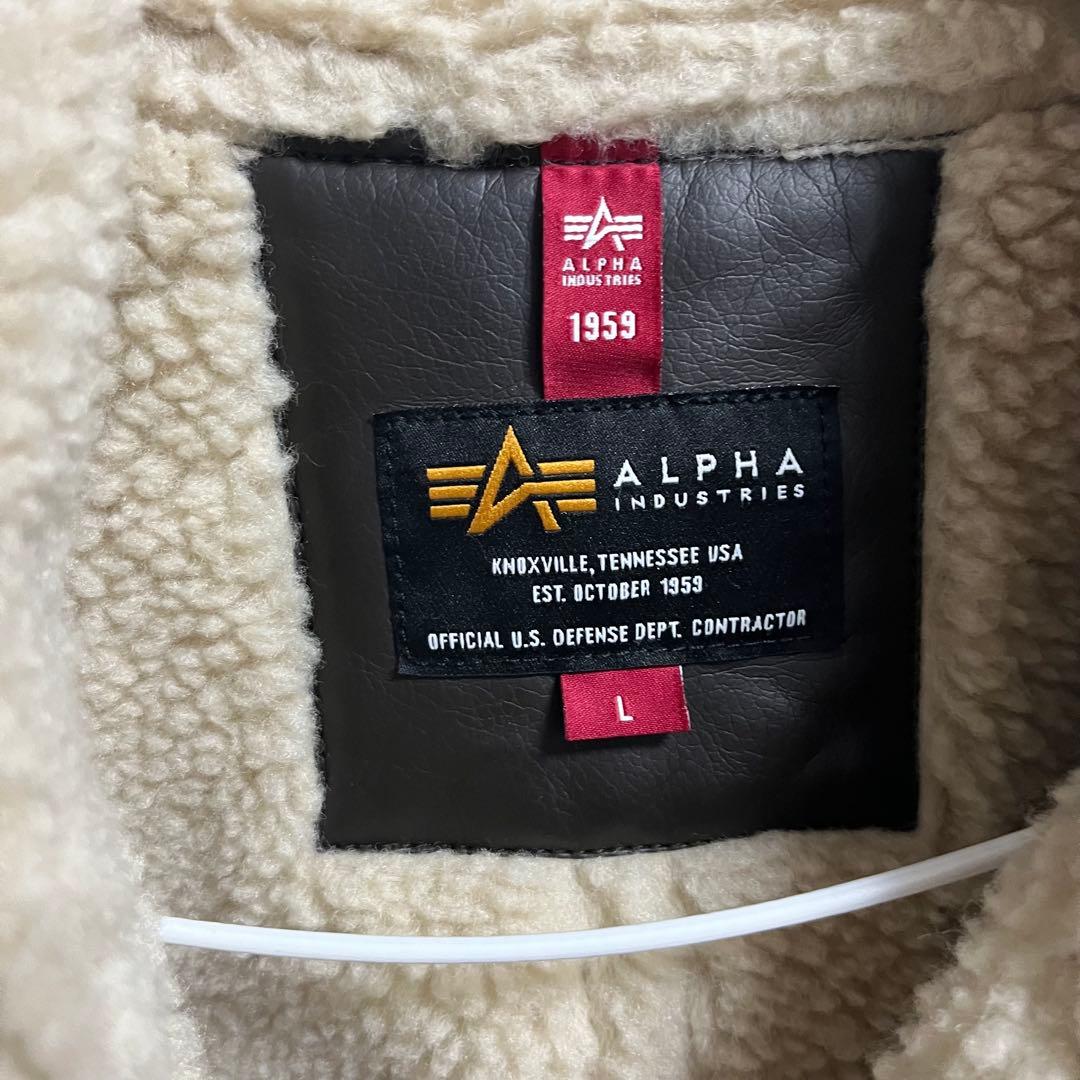 ALPHA
INDUSTRIES
1959
ALPHA
INDUSTRIES
KNOXVILLE, TENNESSEE USA
EST. OCTOBER 1959
OFFICIAL U.S. DEFENSE DEPT. CONTRACTOR
L